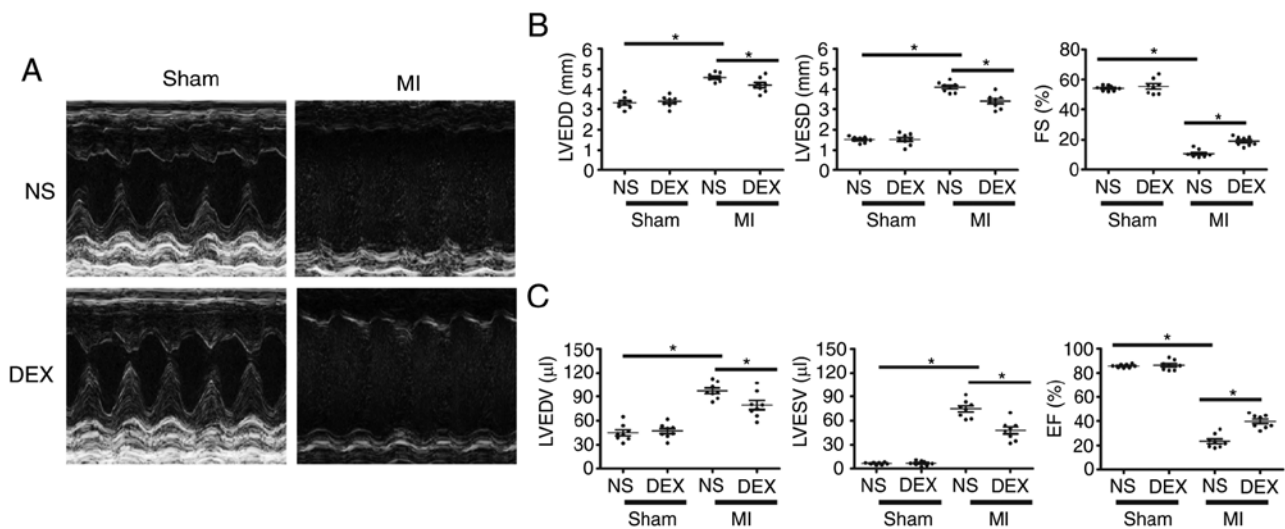 A
Sham
MI
NS
DEX
B
LVEDD (mm)
6
5
4
3
2
1
0
*
*
NS
DEX
NS
DEX
Sham
MI
LVESD (mm)
6
5
4
3
2
1
0
*
*
NS
DEX
NS
DEX
Sham
MI
FS (%)
80
60
40
20
0
*
*
NS
DEX
NS
DEX
Sham
MI
C
LVEDV (µl)
150
120
90
60
30
0
*
*
NS
DEX
NS
DEX
Sham
MI
LVESV (µl)
150
120
90
60
30
0
*
*
NS
DEX
NS
DEX
Sham
MI
EF (%)
100
80
60
40
20
0
*
*
NS
DEX
NS
DEX
Sham
MI